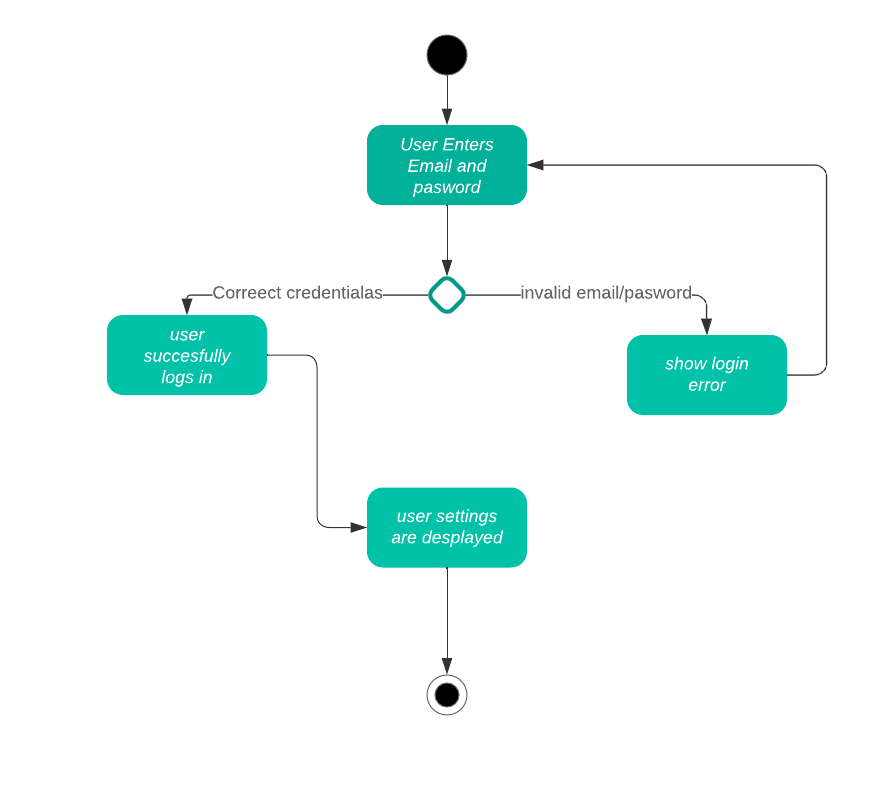 User Enters
Email and
pasword
Correect credentialas
invalid email/pasword
user
succesfully
logs in
show login
error
user settings
are desplayed